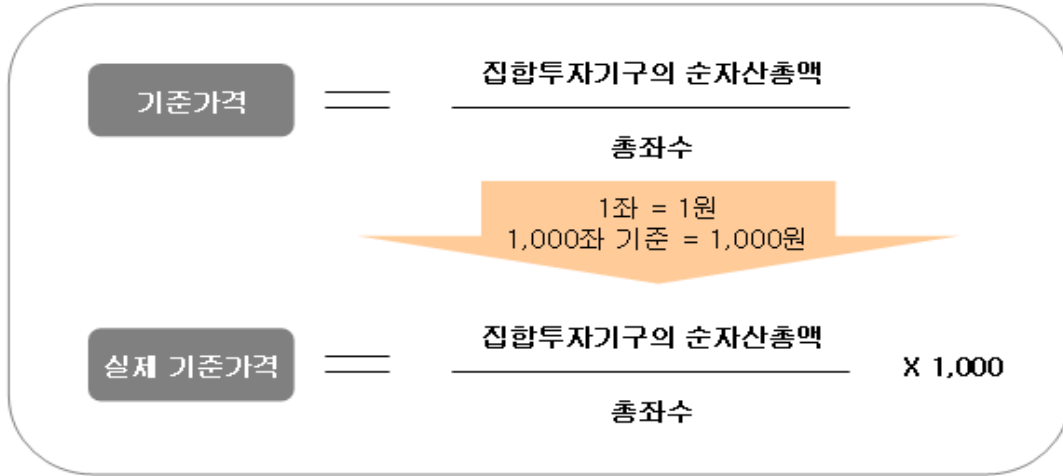 집합투자기구의 순자산총액
기준가격
총좌수
1좌 = 1원
1,000좌 기준 = 1,000원
집합투자기구의 순자산총액
실제 기준가격
X 1,000
총좌수